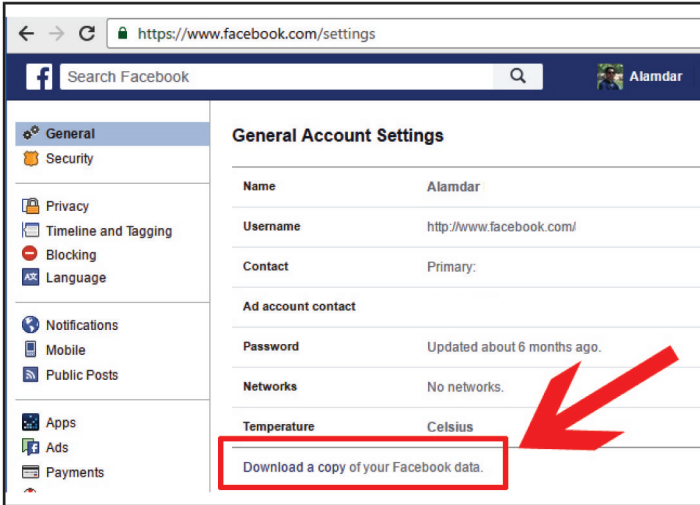 https://www.facebook.com/settings
f Search Facebook Alamdar
General
Security
Privacy
Timeline and Tagging
Blocking
Language
Notifications
Mobile
Public Posts
Apps
Ads
Payments
General Account Settings
Name Alamdar
Username http://www.facebook.com/
Contact Primary:
Ad account contact
Password Updated about 6 months ago.
Networks No networks.
Temperature Celsius
Download a copy of your Facebook data.